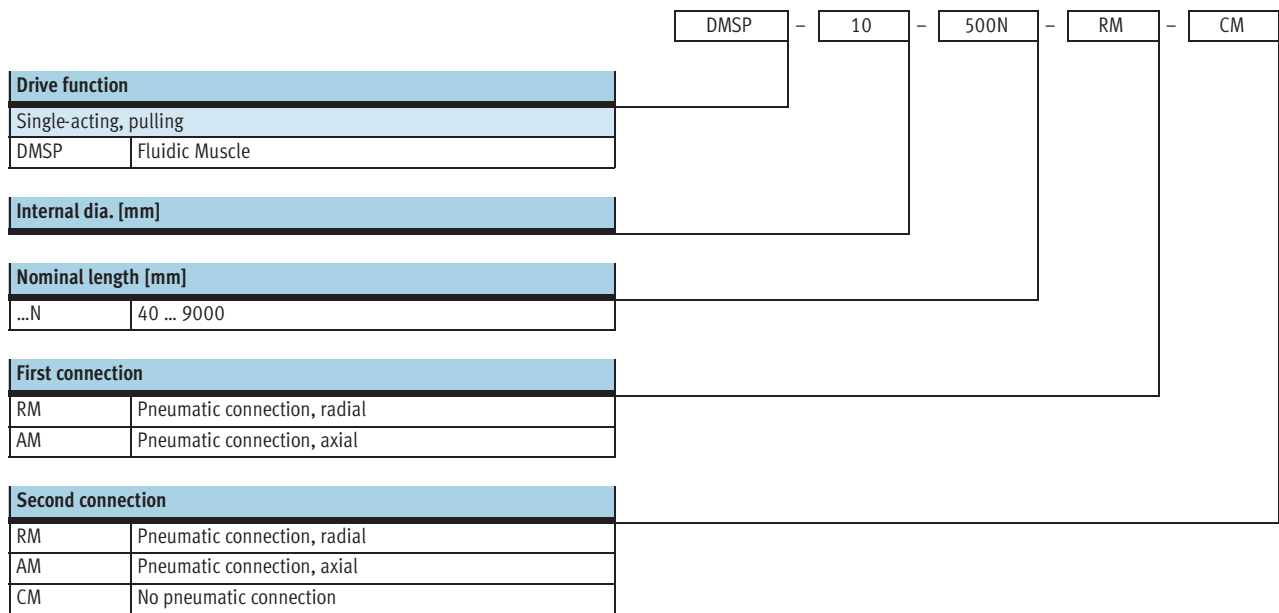 DMSP – 10 – 500N – RM – CM
Drive function
Single-acting, pulling
DMSP Fluidic Muscle
Internal dia. [mm]
Nominal length [mm]
...N 40 ... 9000
First connection
RM Pneumatic connection, radial
AM Pneumatic connection, axial
Second connection
RM Pneumatic connection, radial
AM Pneumatic connection, axial
CM No pneumatic connection